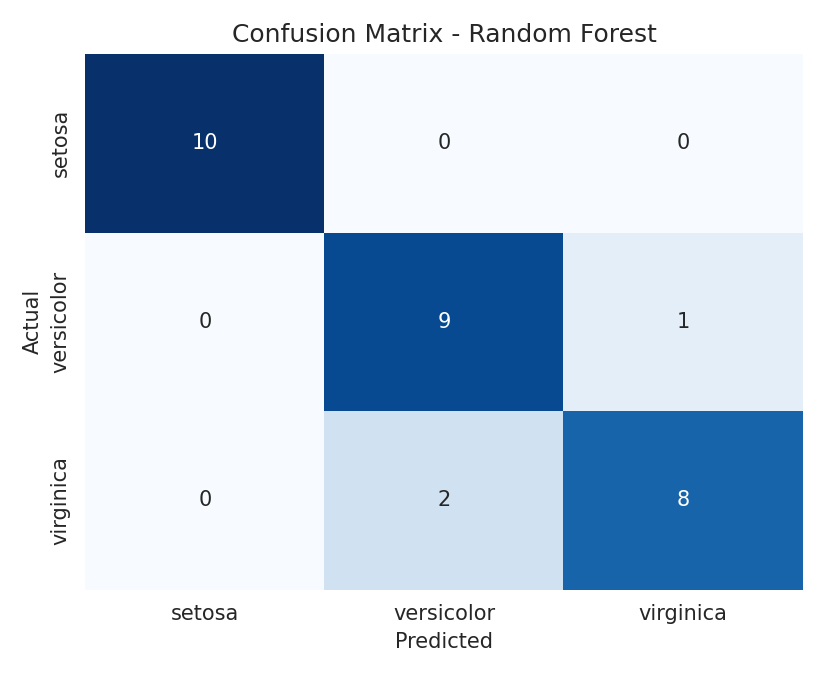 Confusion Matrix - Random Forest
setosa
10 0 0
Actual
versicolor
0 9 1
virginica
0 2 8
setosa versicolor virginica
Predicted